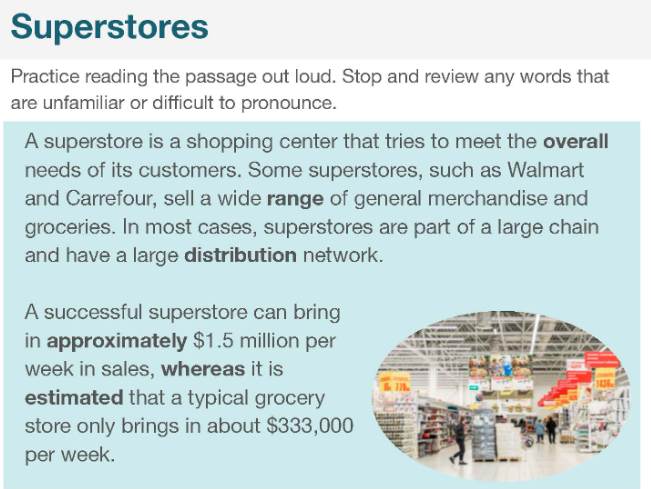 Superstores
Practice reading the passage out loud. Stop and review any words that
are unfamiliar or difficult to pronounce.
A superstore is a shopping center that tries to meet the overall
needs of its customers. Some superstores, such as Walmart
and Carrefour, sell a wide range of general merchandise and
groceries. In most cases, superstores are part of a large chain
and have a large distribution network.
A successful superstore can bring
in approximately $1.5 million per
week in sales, whereas it is
estimated that a typical grocery
store only brings in about $333,000
per week.